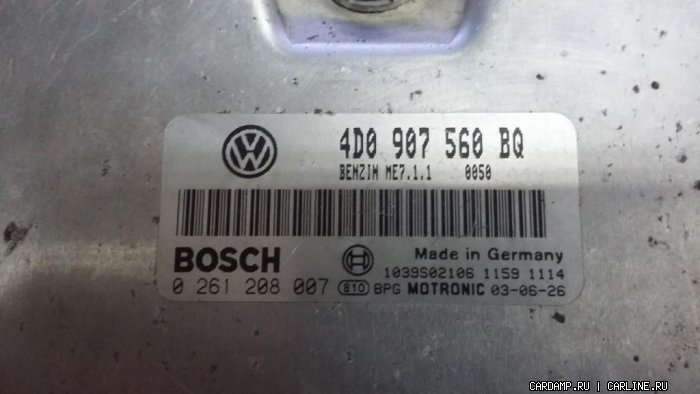 4D0 907 560 BQ
BENZIN ME7.1.1 0050
BOSCH
Made in Germany
1039S02106 1159 1114
0 261 208 007 810 BPG MOTRONIC 03-06-26
CARDAMP.RU | CARLINE.RU